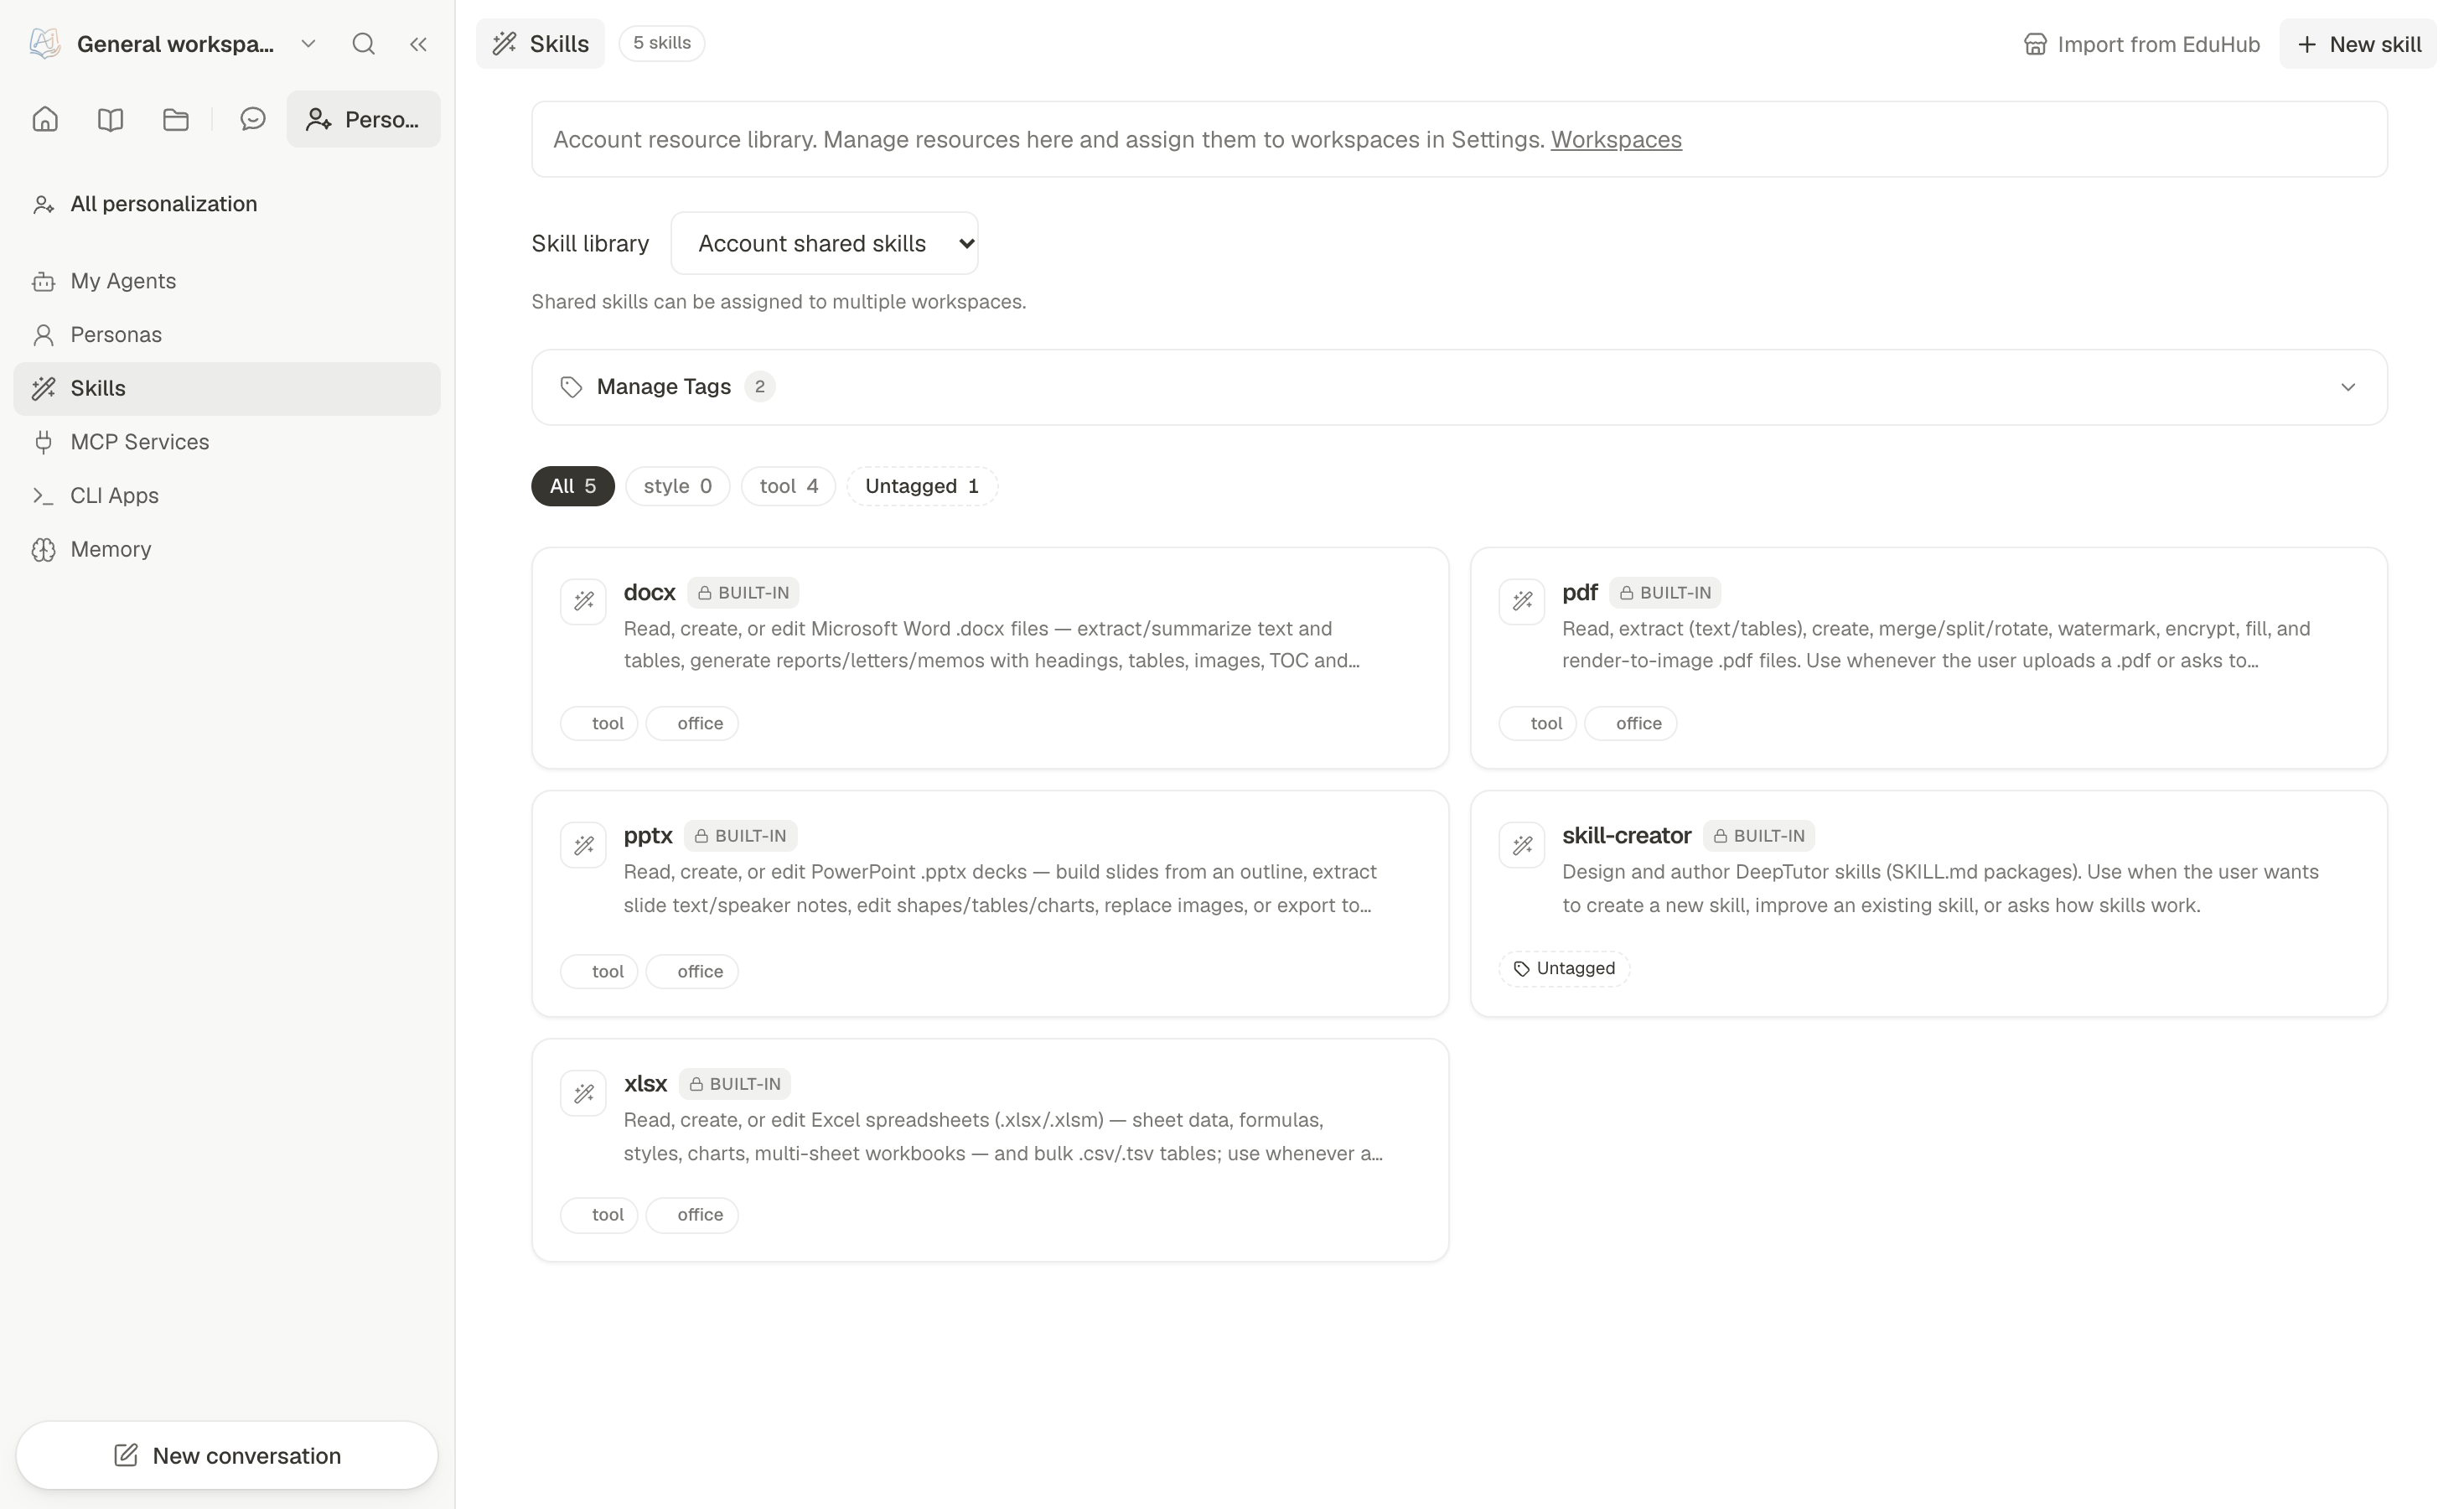 General workspa...
Perso...
All personalization
My Agents
Personas
Skills
MCP Services
CLI Apps
Memory
New conversation
Skills
5 skills
Import from EduHub
New skill
Account resource library. Manage resources here and assign them to workspaces in Settings. Workspaces
Skill library
Account shared skills
Shared skills can be assigned to multiple workspaces.
Manage Tags 2
All 5
style 0
tool 4
Untagged 1
docx BUILT-IN
Read, create, or edit Microsoft Word .docx files — extract/summarize text and
tables, generate reports/letters/memos with headings, tables, images, TOC and...
tool office
pdf BUILT-IN
Read, extract (text/tables), create, merge/split/rotate, watermark, encrypt, fill, and
render-to-image .pdf files. Use whenever the user uploads a .pdf or asks to...
tool office
pptx BUILT-IN
Read, create, or edit PowerPoint .pptx decks — build slides from an outline, extract
slide text/speaker notes, edit shapes/tables/charts, replace images, or export to...
tool office
skill-creator BUILT-IN
Design and author DeepTutor skills (SKILL.md packages). Use when the user wants
to create a new skill, improve an existing skill, or asks how skills work.
Untagged
xlsx BUILT-IN
Read, create, or edit Excel spreadsheets (.xlsx/.xlsm) — sheet data, formulas,
styles, charts, multi-sheet workbooks — and bulk .csv/.tsv tables; use whenever a...
tool office